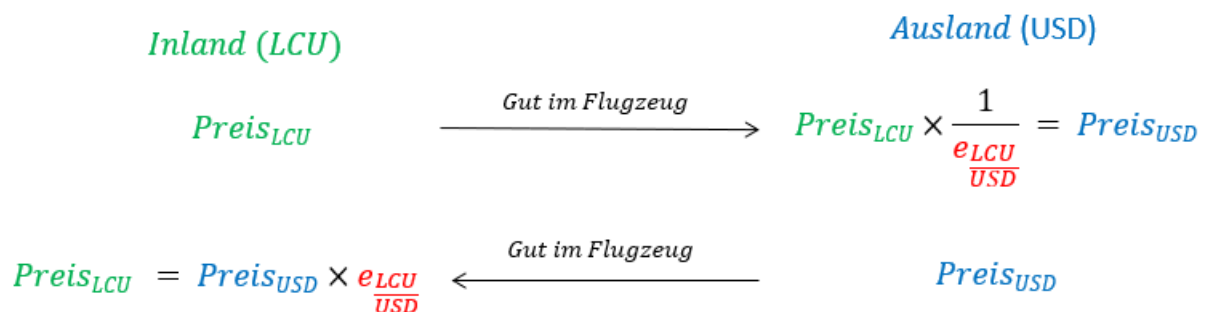 Inland (LCU)
Ausland (USD)
Preis_LCU
Gut im Flugzeug
Preis_LCU × 1/e_LCU/USD = Preis_USD
Preis_LCU = Preis_USD × e_LCU/USD
Gut im Flugzeug
Preis_USD